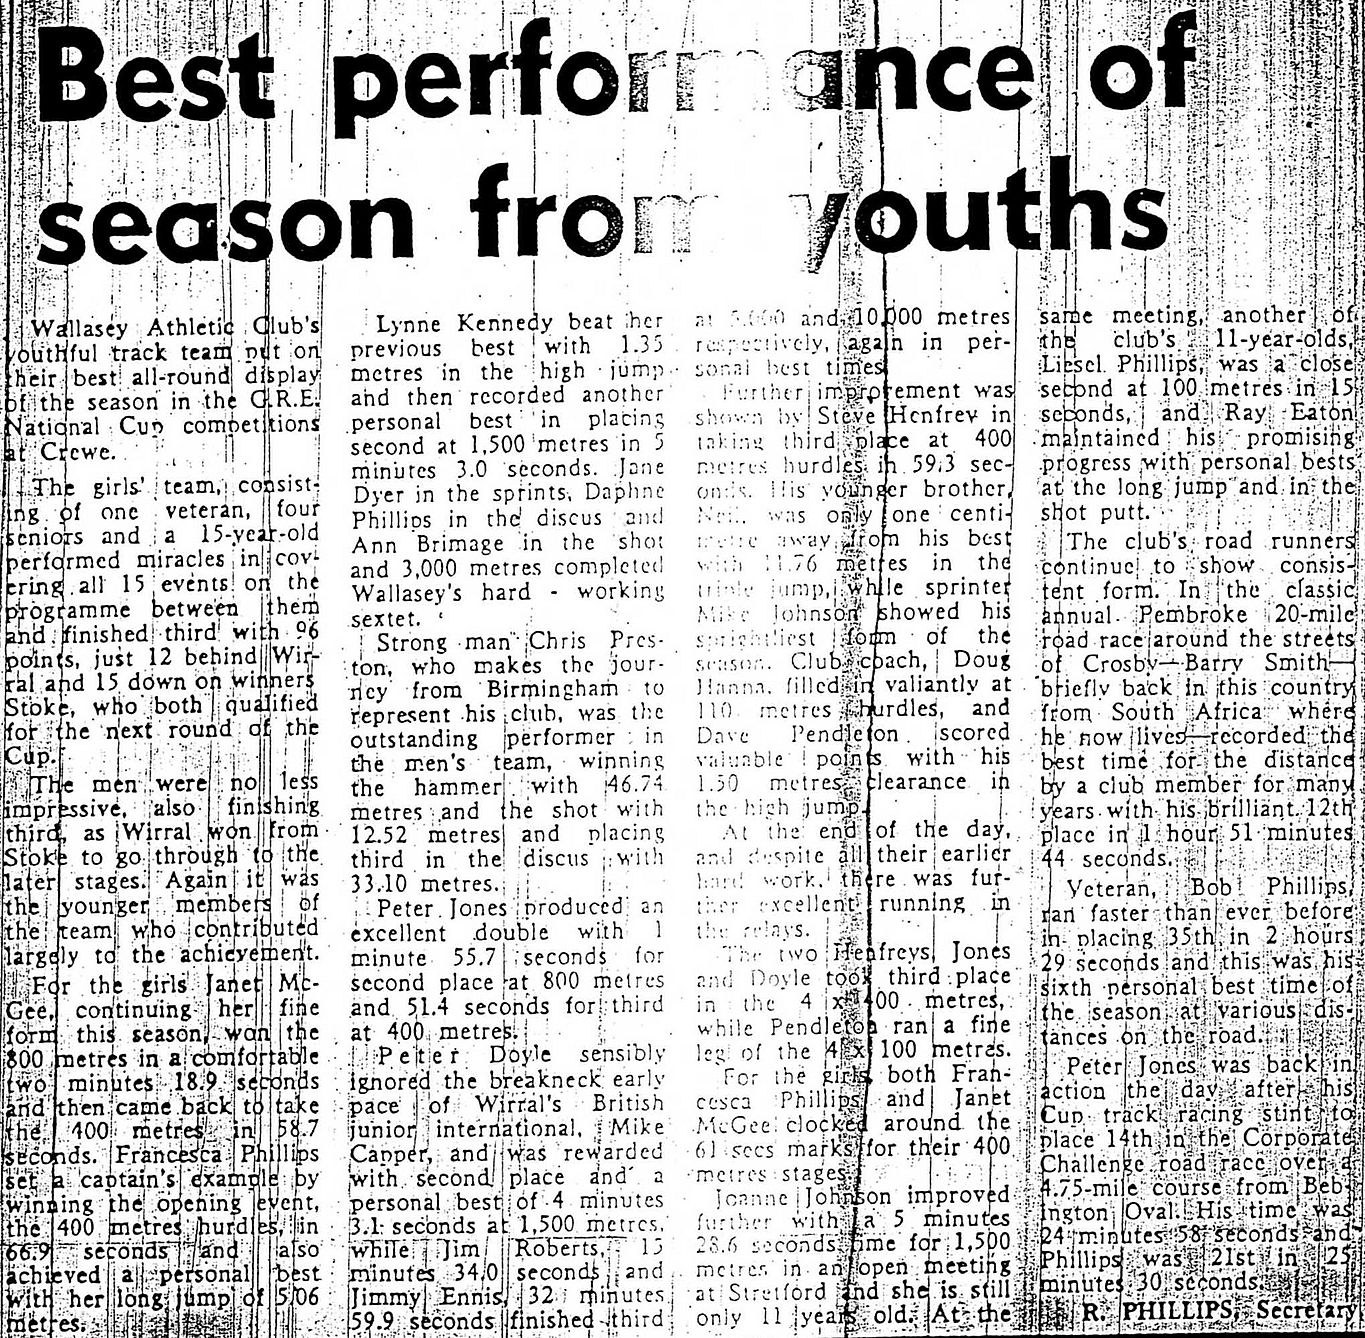 Best performance of
season from youths
Wallasey Athletic Club's
youthful track team put on
their best all-round display
of the season in the G.R.E.
National Cup competitions
at Crewe.
The girls' team, consist-
ing of one veteran, four
seniors and a 15-year-old
performed miracles in cov-
ering all 15 events on the
programme between them
and finished third with 96
points, just 12 behind Wir-
ral and 15 down on winners
Stoke, who both qualified
for the next round of the
Cup.
The men were no less
impressive, also finishing
third, as Wirral won from
Stoke to go through to the
later stages. Again it was
the younger members of
the team who contributed
largely to the achievement.
For the girls Janet Mc-
Gee, continuing her fine
form this season, won the
800 metres in a comfortable
two minutes 18.9 seconds
and then came back to take
the 400 metres in 58.7
seconds. Francesca Phillips
set a captain's example by
winning the opening event,
the 400 metres hurdles, in
66.9 seconds and also
achieved a personal best
with her long jump of 5.06
metres.
Lynne Kennedy beat her
previous best with 1.35
metres in the high jump
and then recorded another
personal best in placing
second at 1,500 metres in 5
minutes 3.0 seconds. Jane
Dyer in the sprints, Daphne
Phillips in the discus and
Ann Brimage in the shot
and 3,000 metres completed
Wallasey's hard - working
sextet.
Strong man Chris Pres-
ton, who makes the jour-
ney from Birmingham to
represent his club, was the
outstanding performer in
the men's team, winning
the hammer with 46.74
metres and the shot with
12.52 metres and placing
third in the discus with
33.10 metres.
Peter Jones produced an
excellent double with 1
minute 55.7 seconds for
second place at 800 metres
and 51.4 seconds for third
at 400 metres.
Peter Doyle sensibly
ignored the breakneck early
pace of Wirral's British
junior international, Mike
Capper, and was rewarded
with second place and a
personal best of 4 minutes
3.1 seconds at 1,500 metres,
while Jim Roberts, 15
minutes 34.0 seconds, and
Jimmy Ennis, 32 minutes
59.9 seconds finished third
at 5,000 and 10,000 metres
respectively, again in per-
sonal best times.
Further improvement was
shown by Steve Henfrey in
taking third place at 400
metres hurdles in 59.3 sec-
onds. His younger brother,
Neil, was only one centi-
metre away from his best
with 11.76 metres in the
triple jump, while sprinter
Mike Johnson showed his
sprightliest form of the
season. Club coach, Doug
Hanna, filled in valiantly at
110 metres hurdles, and
Dave Pendleton scored
valuable points with his
1.50 metres clearance in
the high jump.
At the end of the day,
and despite all their earlier
hard work, there was fur-
ther excellent running in
the relays.
The two Henfreys, Jones
and Doyle took third place
in the 4 x 400 metres,
while Pendleton ran a fine
leg of the 4 x 100 metres.
For the girls, both Fran-
cesca Phillips and Janet
McGee clocked around the
61 secs marks for their 400
metres stages.
Joanne Johnson improved
further with a 5 minutes
28.6 seconds time for 1,500
metres in an open meeting
at Stretford and she is still
only 11 years old. At the
same meeting, another of
the club's 11-year-olds,
Liesel Phillips, was a close
second at 100 metres in 15
seconds, and Ray Eaton
maintained his promising
progress with personal bests
at the long jump and in the
shot putt.
The club's road runners
continue to show consis-
tent form. In the classic
annual Pembroke 20-mile
road race around the streets
of Crosby—Barry Smith—
briefly back in this country
from South Africa where
he now lives—recorded the
best time for the distance
by a club member for many
years with his brilliant 12th
place in 1 hour 51 minutes
44 seconds.
Veteran, Bob Phillips,
ran faster than ever before
in placing 35th in 2 hours
29 seconds and this was his
sixth personal best time of
the season at various dis-
tances on the road.
Peter Jones was back in
action the day after his
Cup track racing stint to
place 14th in the Corporate
Challenge road race over a
4.75-mile course from Beb-
ington Oval. His time was
24 minutes 58 seconds and
Phillips was 21st in 25
minutes 30 seconds.
R. PHILLIPS, Secretary